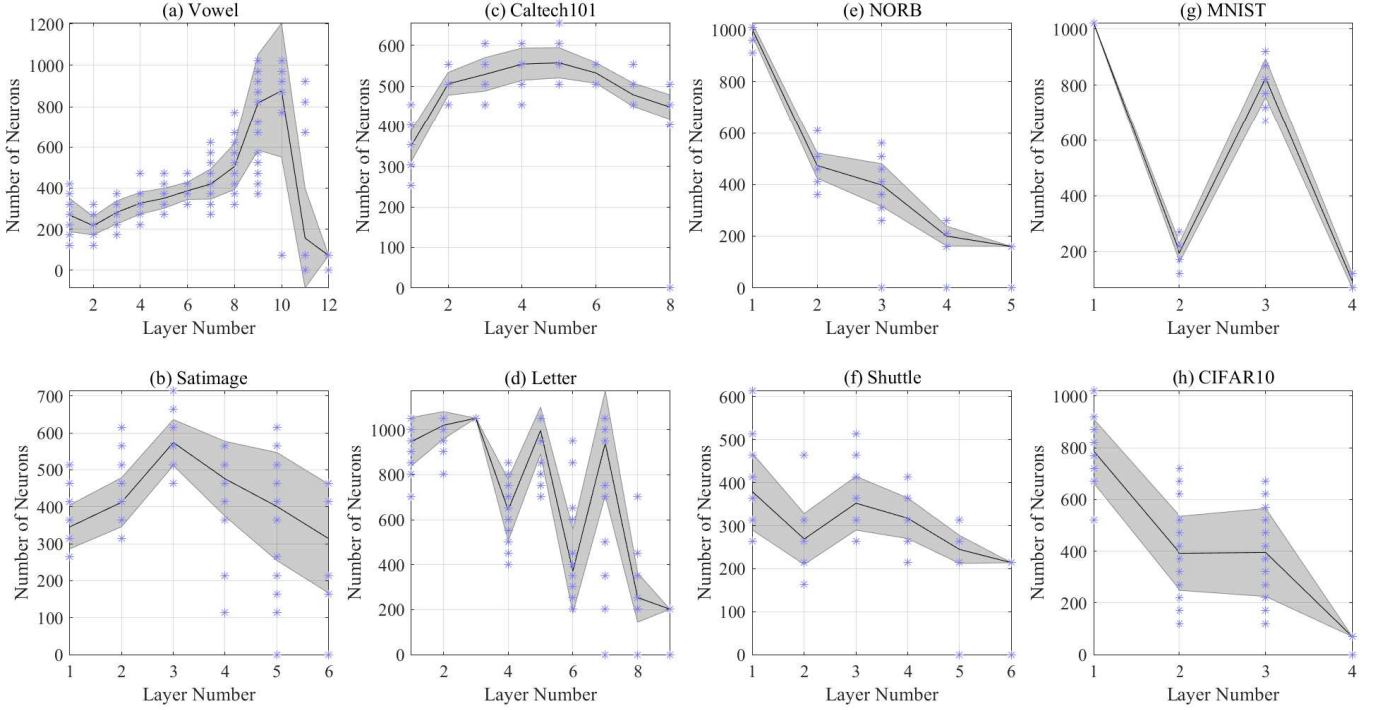 (a) Vowel
Number of Neurons
1200
1000
800
600
400
200
0
2 4 6 8 10 12
Layer Number
(c) Caltech101
Number of Neurons
600
500
400
300
200
100
0
2 4 6 8
Layer Number
(e) NORB
Number of Neurons
1000
800
600
400
200
0
1 2 3 4 5
Layer Number
(g) MNIST
Number of Neurons
1000
800
600
400
200
1 2 3 4
Layer Number
(b) Satimage
Number of Neurons
700
600
500
400
300
200
100
0
1 2 3 4 5 6
Layer Number
(d) Letter
Number of Neurons
1000
800
600
400
200
0
2 4 6 8
Layer Number
(f) Shuttle
Number of Neurons
600
500
400
300
200
100
0
1 2 3 4 5 6
Layer Number
(h) CIFAR10
Number of Neurons
1000
800
600
400
200
0
1 2 3 4
Layer Number